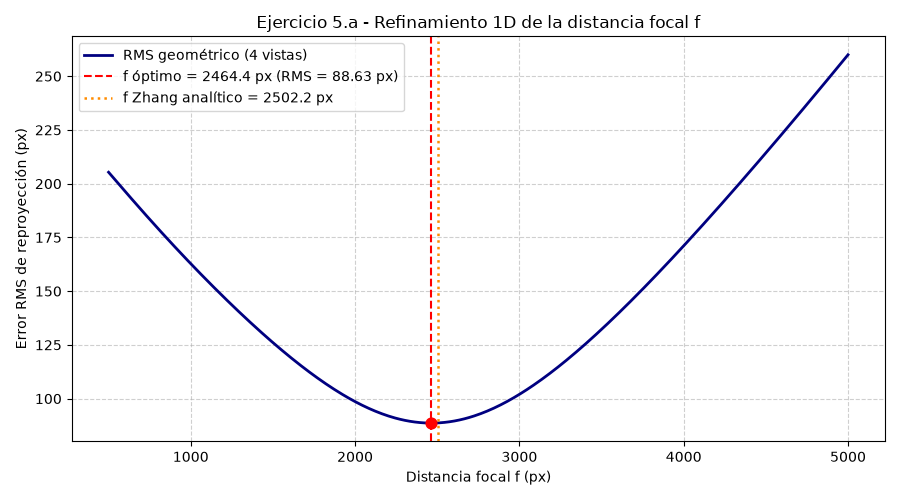 Ejercicio 5.a - Refinamiento 1D de la distancia focal f
RMS geométrico (4 vistas)
f óptimo = 2464.4 px (RMS = 88.63 px)
f Zhang analítico = 2502.2 px
Error RMS de reproyección (px)
250
225
200
175
150
125
100
1000 2000 3000 4000 5000
Distancia focal f (px)